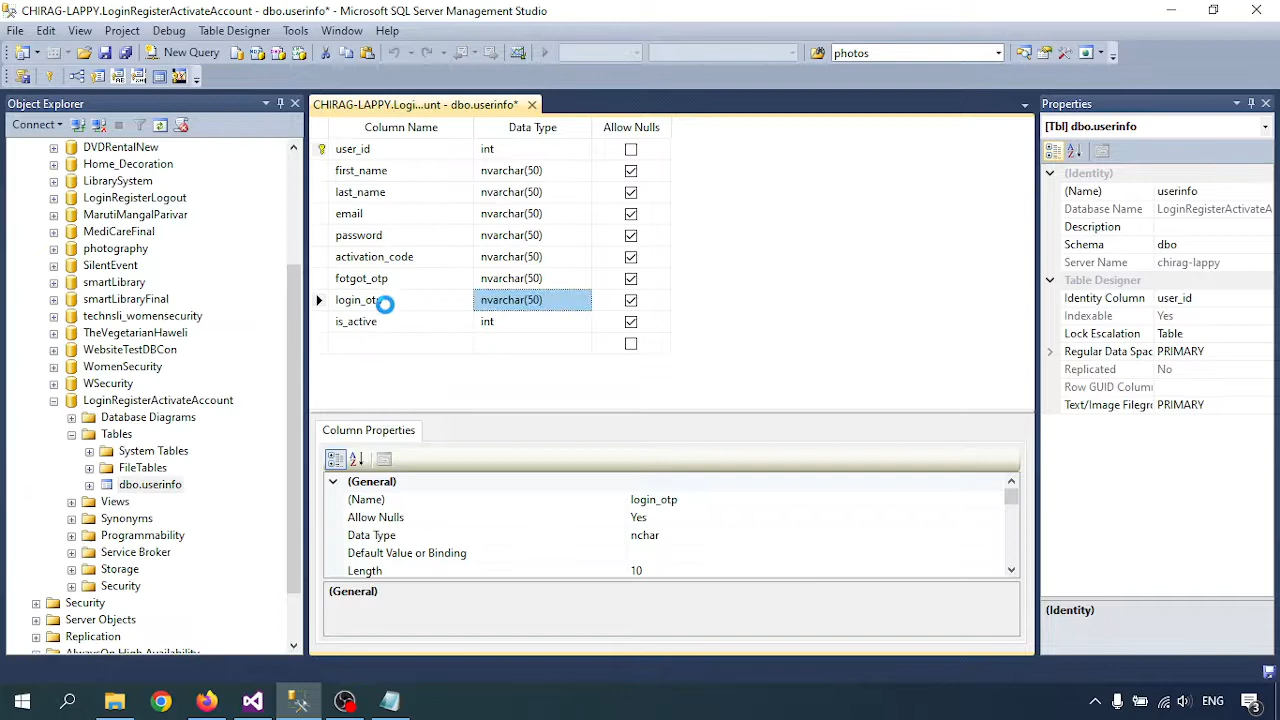 CHIRAG-LAPPY.LoginRegisterActivateAccount - dbo.userinfo* - Microsoft SQL Server Management Studio
File Edit View Project Debug Table Designer Tools Window Help
New Query
photos
Object Explorer
Connect
DVDRentalNew
Home_Decoration
LibrarySystem
LoginRegisterLogout
MarutiMangalParivar
MediCareFinal
photography
SilentEvent
smartLibrary
smartLibraryFinal
technsli_womensecurity
TheVegetarianHaweli
WebsiteTestDBCon
WomenSecurity
WSecurity
LoginRegisterActivateAccount
Database Diagrams
Tables
System Tables
FileTables
dbo.userinfo
Views
Synonyms
Programmability
Service Broker
Storage
Security
Security
Server Objects
Replication
AlwaysOn High Availability
CHIRAG-LAPPY.Logi...unt - dbo.userinfo*
Column Name Data Type Allow Nulls
user_id int
first_name nvarchar(50)
last_name nvarchar(50)
email nvarchar(50)
password nvarchar(50)
activation_code nvarchar(50)
fotgot_otp nvarchar(50)
login_ot nvarchar(50)
is_active int
Column Properties
(General)
(Name) login_otp
Allow Nulls Yes
Data Type nchar
Default Value or Binding
Length 10
(General)
Properties
[Tbl] dbo.userinfo
(Identity)
(Name) userinfo
Database Name LoginRegisterActivateA
Description
Schema dbo
Server Name chirag-lappy
Table Designer
Identity Column user_id
Indexable Yes
Lock Escalation Table
Regular Data Spac PRIMARY
Replicated No
Row GUID Column
Text/Image Filegr PRIMARY
(Identity)
ENG
3